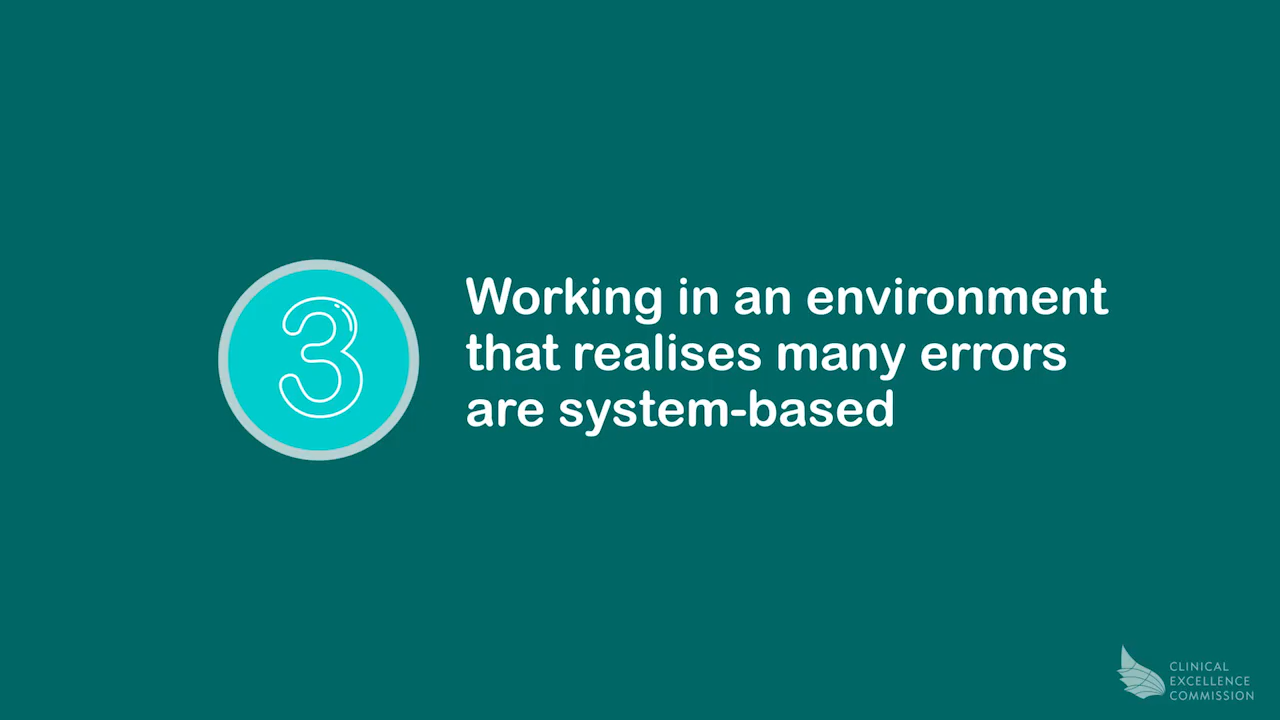 3
Working in an environment
that realises many errors
are system-based
CLINICAL
EXCELLENCE
COMMISSION